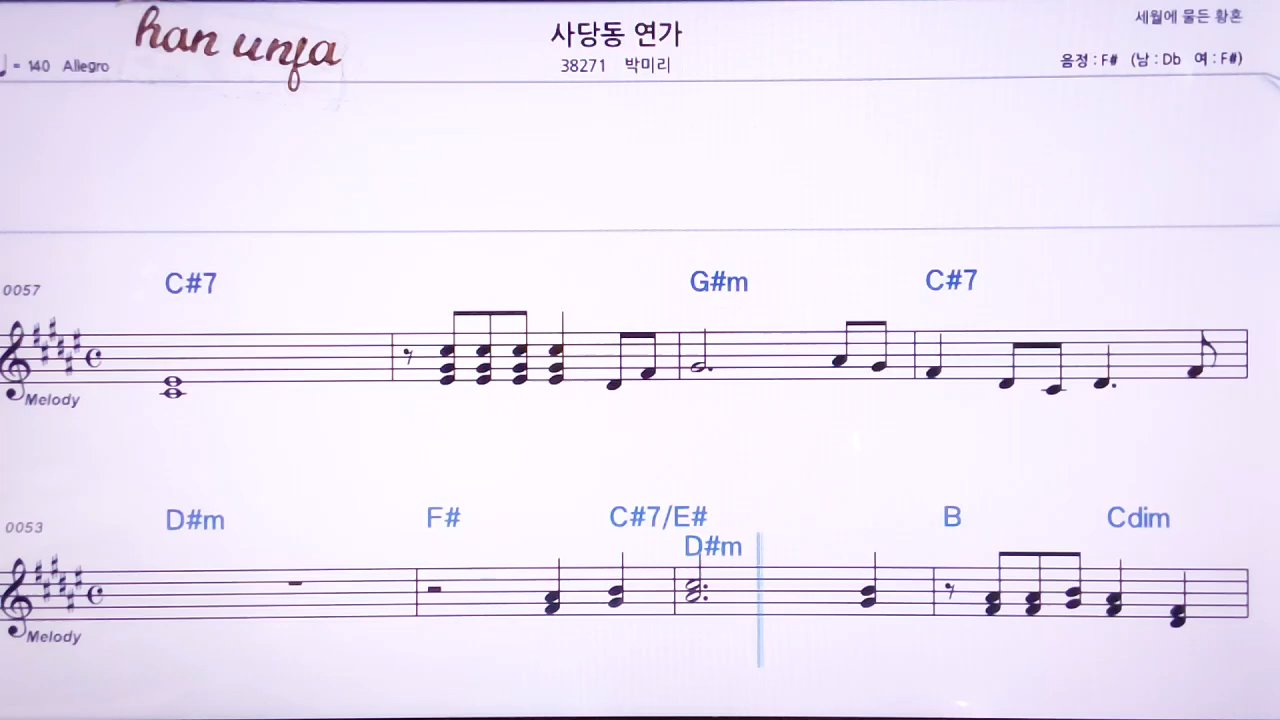 han unja
사당동 연가
세월에 물든 황혼
♩ = 140 Allegro
38271 박미리
음정 : F# (남 : Db 여 : F#)
0057
C#7 G#m C#7
Melody
0053
D#m F# C#7/E# D#m B Cdim
Melody